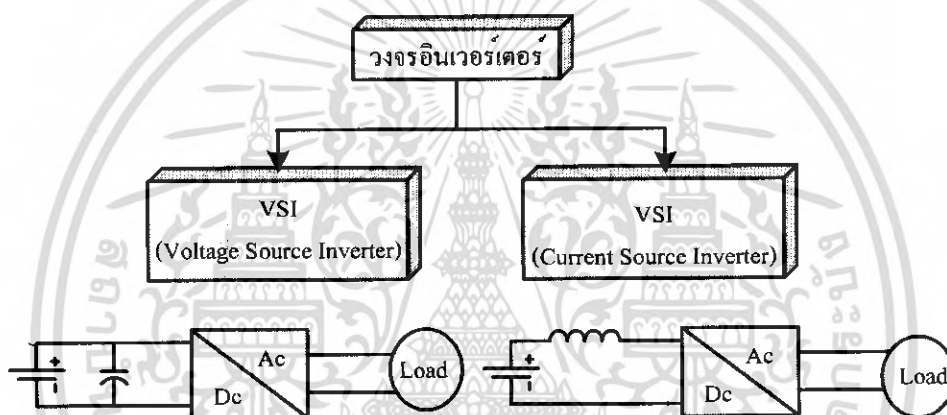 วงจรอินเวอร์เตอร์
VSI
(Voltage Source Inverter)
VSI
(Current Source Inverter)
+
-
Ac
Dc
Load
+
-
Ac
Dc
Load